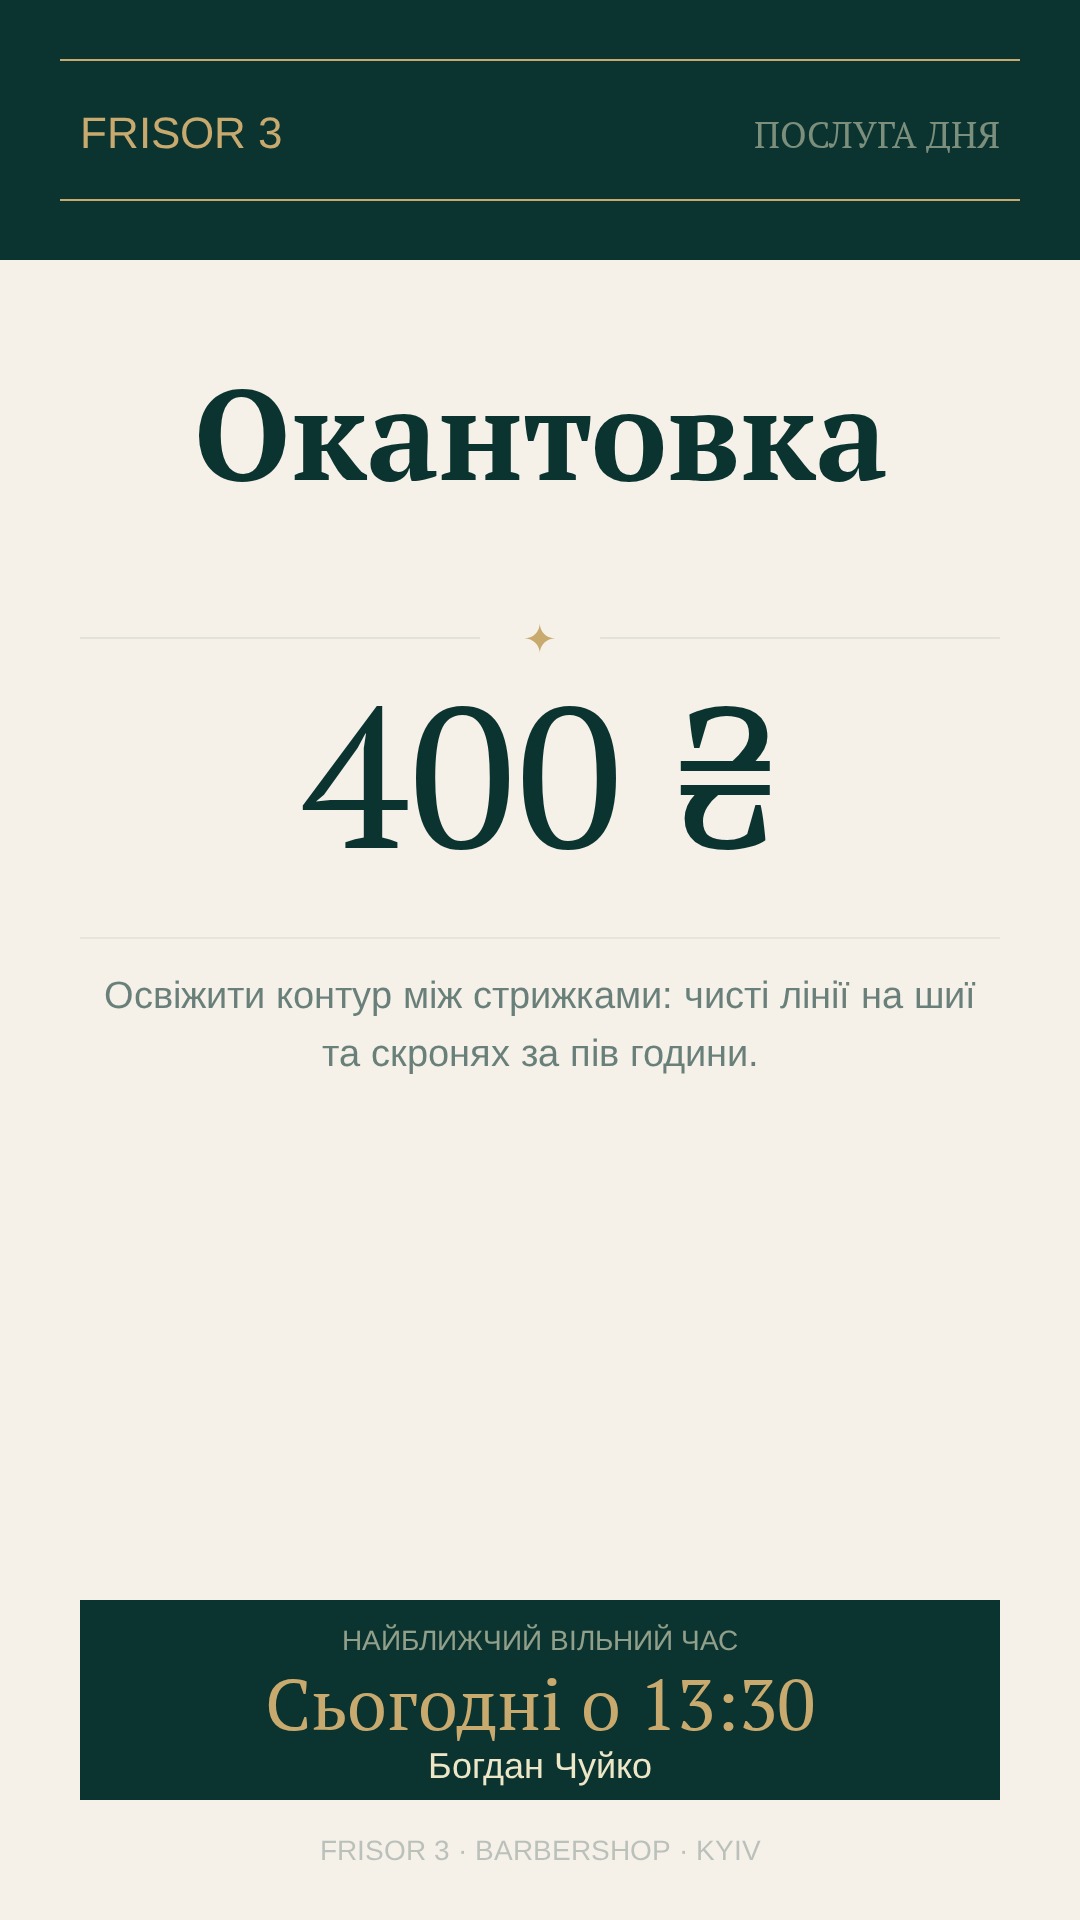 FRISOR 3
ПОСЛУГА ДНЯ
Окантовка
400 ₴
Освіжити контур між стрижками: чисті лінії на шиї
та скронях за пів години.
НАЙБЛИЖЧИЙ ВІЛЬНИЙ ЧАС
Сьогодні о 13:30
Богдан Чуйко
FRISOR 3 · BARBERSHOP · KYIV